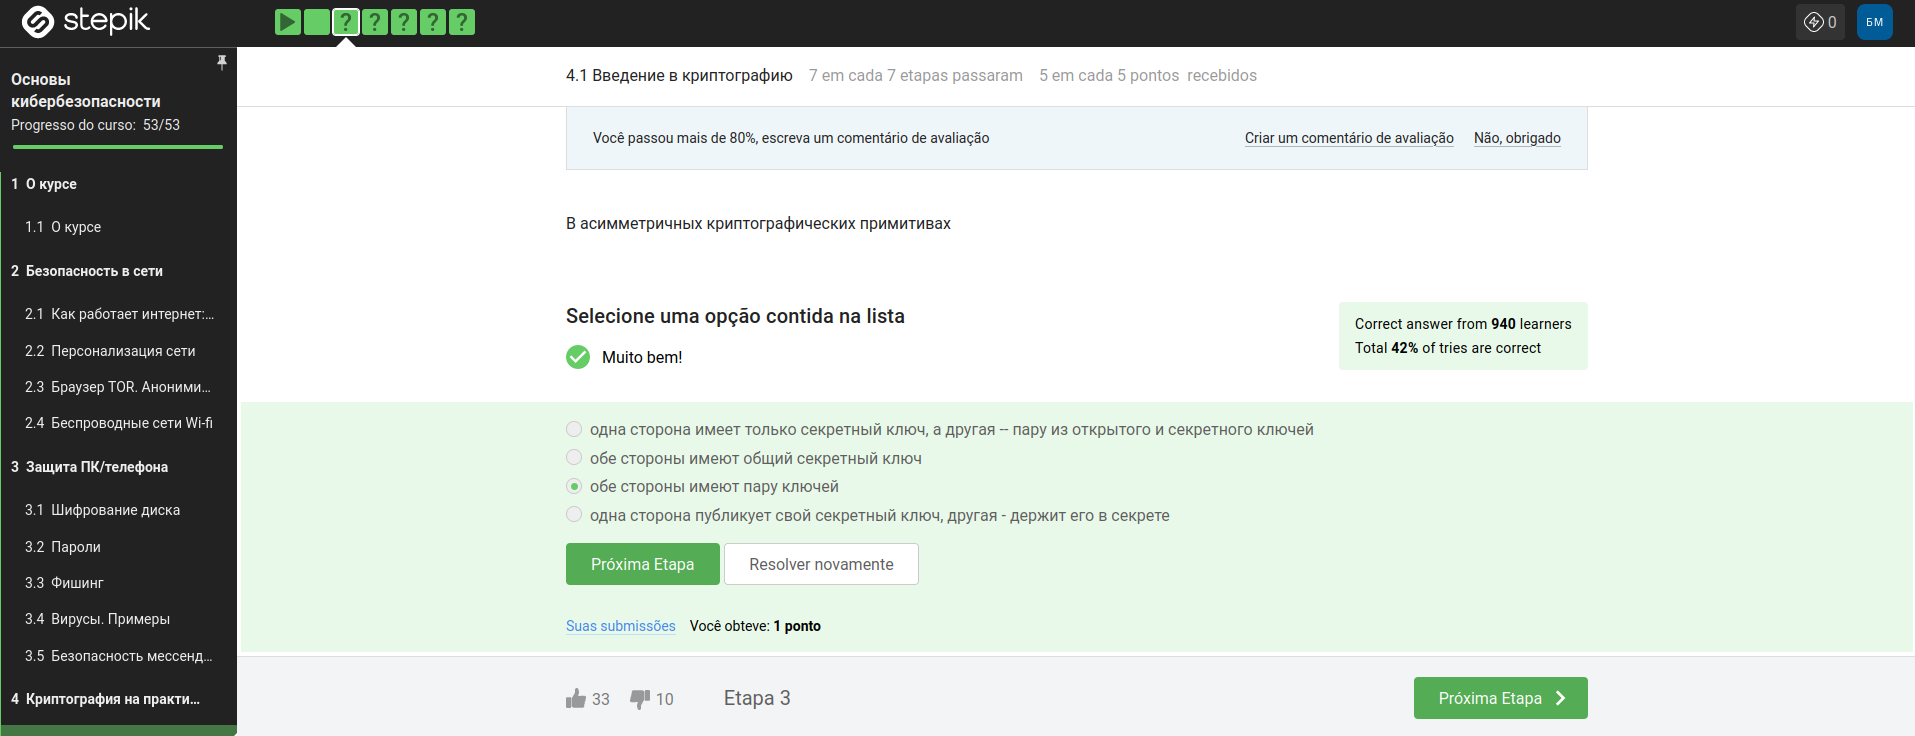 stepik
?
?
?
?
?
0
БМ
Основы
кибербезопасности
Progresso do curso: 53/53
1 О курсе
1.1 О курсе
2 Безопасность в сети
2.1 Как работает интернет:...
2.2 Персонализация сети
2.3 Браузер TOR. Аноними...
2.4 Беспроводные сети Wi-fi
3 Защита ПК/телефона
3.1 Шифрование диска
3.2 Пароли
3.3 Фишинг
3.4 Вирусы. Примеры
3.5 Безопасность мессенд...
4 Криптография на практи...
4.1 Введение в криптографию 7 em cada 7 etapas passaram 5 em cada 5 pontos recebidos
Você passou mais de 80%, escreva um comentário de avaliação Criar um comentário de avaliação Não, obrigado
В асимметричных криптографических примитивах
Selecione uma opção contida na lista
Muito bem!
Correct answer from 940 learners
Total 42% of tries are correct
одна сторона имеет только секретный ключ, а другая -- пару из открытого и секретного ключей
обе стороны имеют общий секретный ключ
обе стороны имеют пару ключей
одна сторона публикует свой секретный ключ, другая - держит его в секрете
Próxima Etapa Resolver novamente
Suas submissões Você obteve: 1 ponto
33 10 Etapa 3 Próxima Etapa